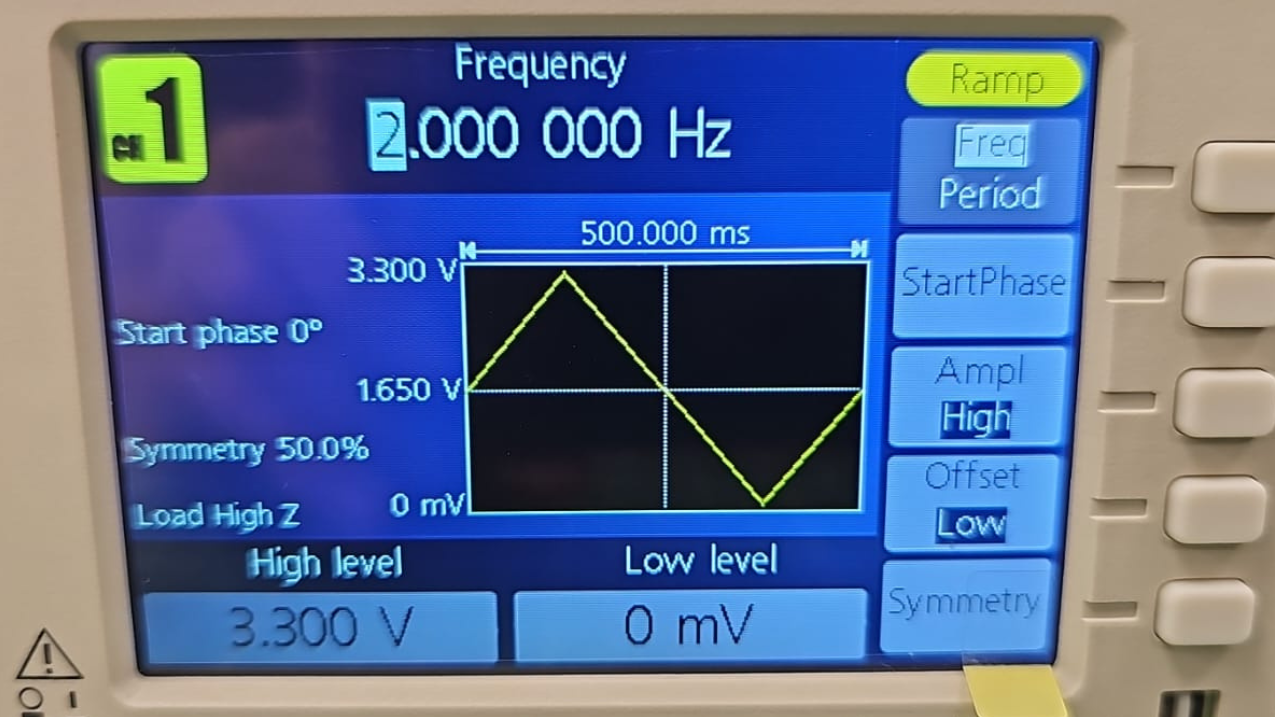 CH 1
Frequency
2.000 000 Hz
Ramp
Freq
Period
500.000 ms
3.300 V
StartPhase
Start phase 0°
1.650 V
Ampl
High
Symmetry 50.0%
Offset
Low
Load High Z
0 mV
High level
Low level
3.300 V
0 mV
Symmetry